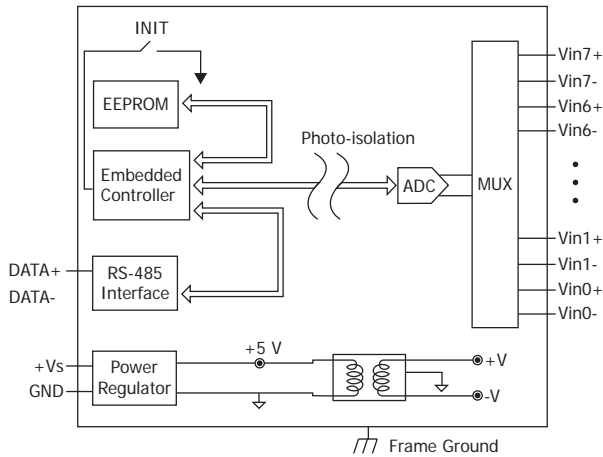 INIT
EEPROM
Embedded
Controller
Photo-isolation
ADC
MUX
Vin7+
Vin7-
Vin6+
Vin6-
Vin1+
Vin1-
Vin0+
Vin0-
DATA+
DATA-
RS-485
Interface
+Vs
GND
Power
Regulator
+5 V
+V
-V
Frame Ground